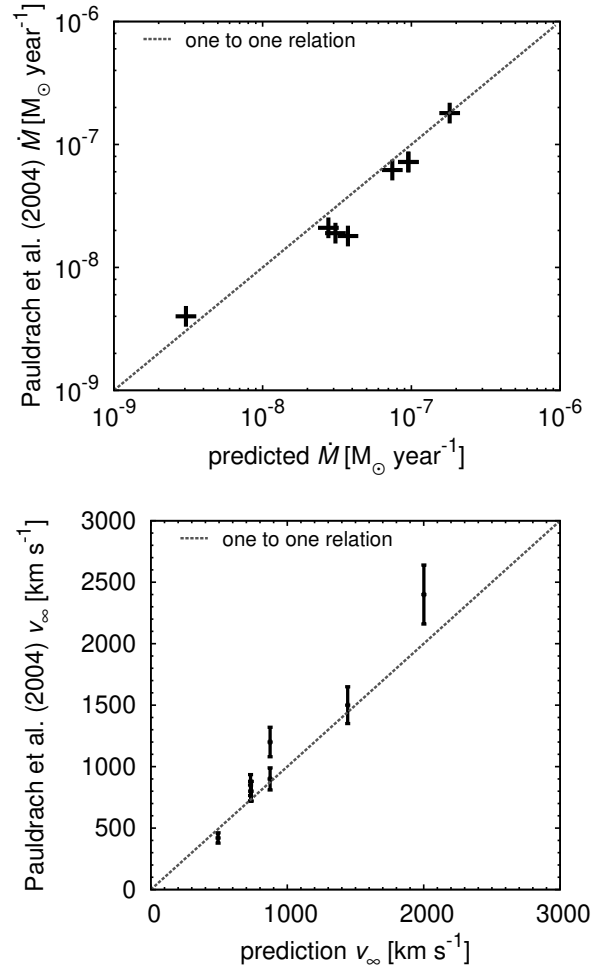 10⁻⁶
one to one relation
10⁻⁷
10⁻⁸
10⁻⁹
Pauldrach et al. (2004) Ṁ [M⊙ year⁻¹]
10⁻⁹ 10⁻⁸ 10⁻⁷ 10⁻⁶
predicted Ṁ [M⊙ year⁻¹]
3000
one to one relation
2500
2000
1500
1000
500
0
Pauldrach et al. (2004) v∞ [km s⁻¹]
0 1000 2000 3000
prediction v∞ [km s⁻¹]